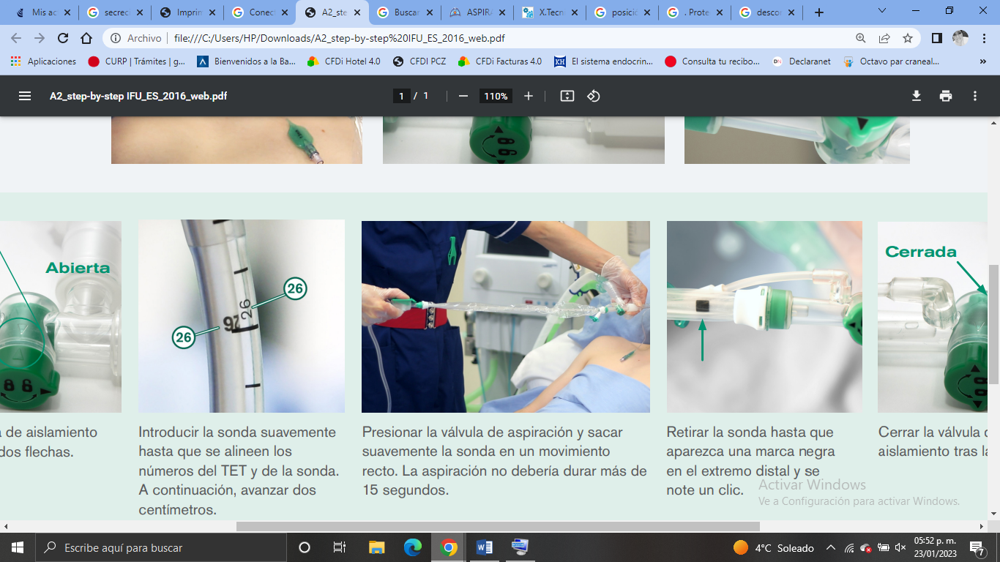 Mis ac
secreci
Imprim
Conect
A2_ste
Buscar
ASPIRA
X.Tecn
posicio
. Prote
descor
Archivo
file:///C:/Users/HP/Downloads/A2_step-by-step%20IFU_ES_2016_web.pdf
Aplicaciones
CURP | Trámites | g...
Bienvenidos a la Ba...
CFDi Hotel 4.0
CFDI PCZ
CFDi Facturas 4.0
KH
El sistema endocrin...
Consulta tu recibo...
DN
Declaranet
Octavo par craneal...
»
A2_step-by-step IFU_ES_2016_web.pdf
1 / 1
110%
Abierta
26
26
26
26
Cerrada
a de aislamiento
dos flechas.
Introducir la sonda suavemente
hasta que se alineen los
números del TET y de la sonda.
A continuación, avanzar dos
centímetros.
Presionar la válvula de aspiración y sacar
suavemente la sonda en un movimiento
recto. La aspiración no debería durar más de
15 segundos.
Retirar la sonda hasta que
aparezca una marca negra
en el extremo distal y se
note un clic.
Cerrar la válvula d
aislamiento tras la
Activar Windows
Ve a Configuración para activar Windows.
Escribe aquí para buscar
4°C Soleado
05:52 p. m.
23/01/2023
7